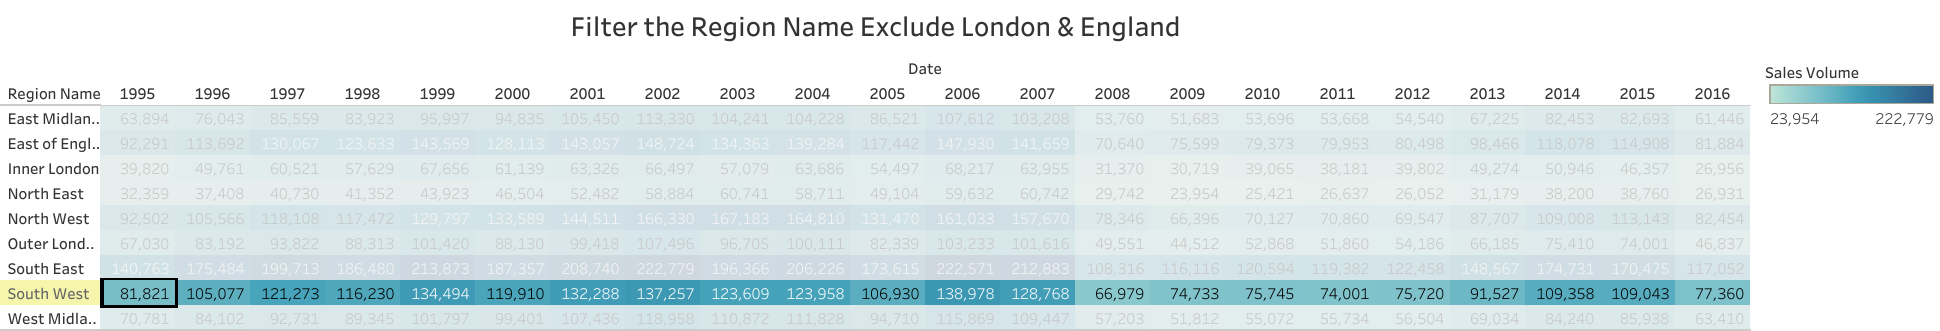 Filter the Region Name Exclude London & England
Date
Sales Volume
Region Name 1995 1996 1997 1998 1999 2000 2001 2002 2003 2004 2005 2006 2007 2008 2009 2010 2011 2012 2013 2014 2015 2016
23,954 222,779
East Midlan.. 63,894 76,043 85,559 83,923 95,997 94,835 105,450 113,330 104,241 104,228 86,521 107,612 103,208 53,760 51,683 53,696 53,668 54,540 67,225 82,453 82,693 61,446
East of Engl.. 92,291 113,692 130,067 123,633 143,569 128,113 143,057 148,724 134,363 139,284 117,442 147,930 141,659 70,640 75,599 79,373 79,953 80,498 98,466 118,078 114,908 81,884
Inner London 39,820 49,761 60,521 57,629 67,656 61,139 63,326 66,497 57,079 63,686 54,497 68,217 63,955 31,370 30,719 39,065 38,181 39,802 49,274 50,946 46,357 26,956
North East 32,359 37,408 40,730 41,352 43,923 46,504 52,482 58,884 60,741 58,711 49,104 59,632 60,742 29,742 23,954 25,421 26,637 26,052 31,179 38,200 38,760 26,931
North West 92,502 105,566 118,108 117,472 129,797 133,589 144,511 166,330 167,183 164,810 131,470 161,033 157,670 78,346 66,396 70,127 70,860 69,547 87,707 109,008 113,143 82,454
Outer Lond.. 67,030 83,192 93,822 88,313 101,420 88,130 99,418 107,496 96,705 100,111 82,339 103,233 101,616 49,551 44,512 52,868 51,860 54,186 66,185 75,410 74,001 46,837
South East 140,763 175,484 199,713 186,480 213,873 187,357 208,740 222,779 196,366 206,226 173,615 222,571 212,883 108,316 116,116 120,594 119,382 122,458 148,567 174,731 170,475 117,052
South West 81,821 105,077 121,273 116,230 134,494 119,910 132,288 137,257 123,609 123,958 106,930 138,978 128,768 66,979 74,733 75,745 74,001 75,720 91,527 109,358 109,043 77,360
West Midla.. 70,781 84,102 92,731 89,345 101,797 99,401 107,436 118,958 110,872 111,828 94,710 115,869 109,447 57,203 51,812 55,072 55,734 56,504 69,034 84,240 85,938 63,410